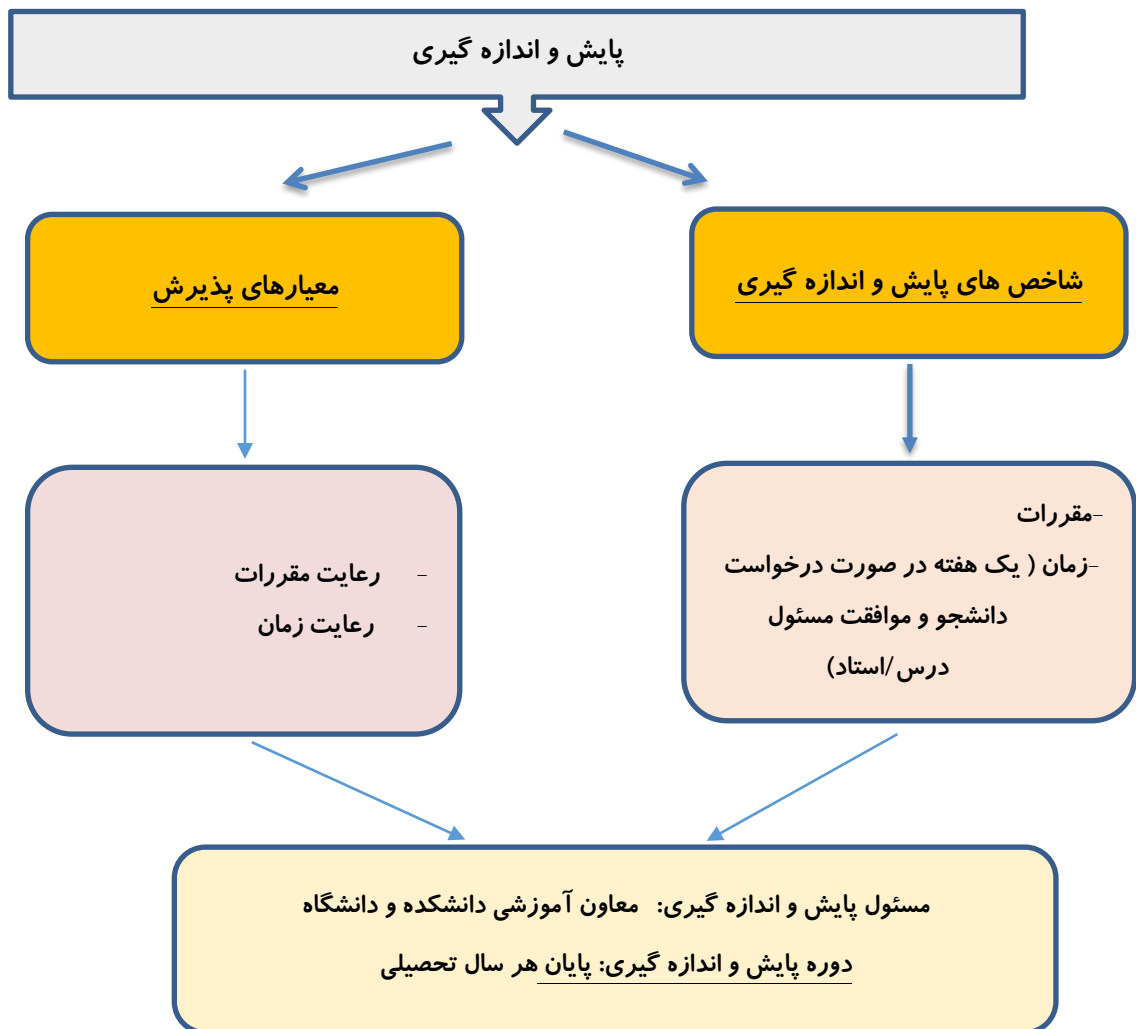 پایش و اندازه گیری
شاخص های پایش و اندازه گیری
معیارهای پذیرش
-مقررات
-زمان ( یک هفته در صورت درخواست
دانشجو و موافقت مسئول
درس/استاد)
- رعایت مقررات
- رعایت زمان
مسئول پایش و اندازه گیری: معاون آموزشی دانشکده و دانشگاه
دوره پایش و اندازه گیری: پایان هر سال تحصیلی